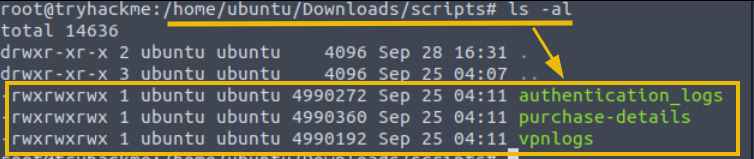 root@tryhackme:/home/ubuntu/Downloads/scripts# ls -al
total 14636
drwxr-xr-x 2 ubuntu ubuntu    4096 Sep 28 16:31 .
drwxr-xr-x 3 ubuntu ubuntu    4096 Sep 25 04:07 ..
-rwxrwxrwx 1 ubuntu ubuntu 4990272 Sep 25 04:11 authentication_logs
-rwxrwxrwx 1 ubuntu ubuntu 4990360 Sep 25 04:11 purchase-details
-rwxrwxrwx 1 ubuntu ubuntu 4990192 Sep 25 04:11 vpnlogs
root@tryhackme:/home/ubuntu/Downloads/scripts#